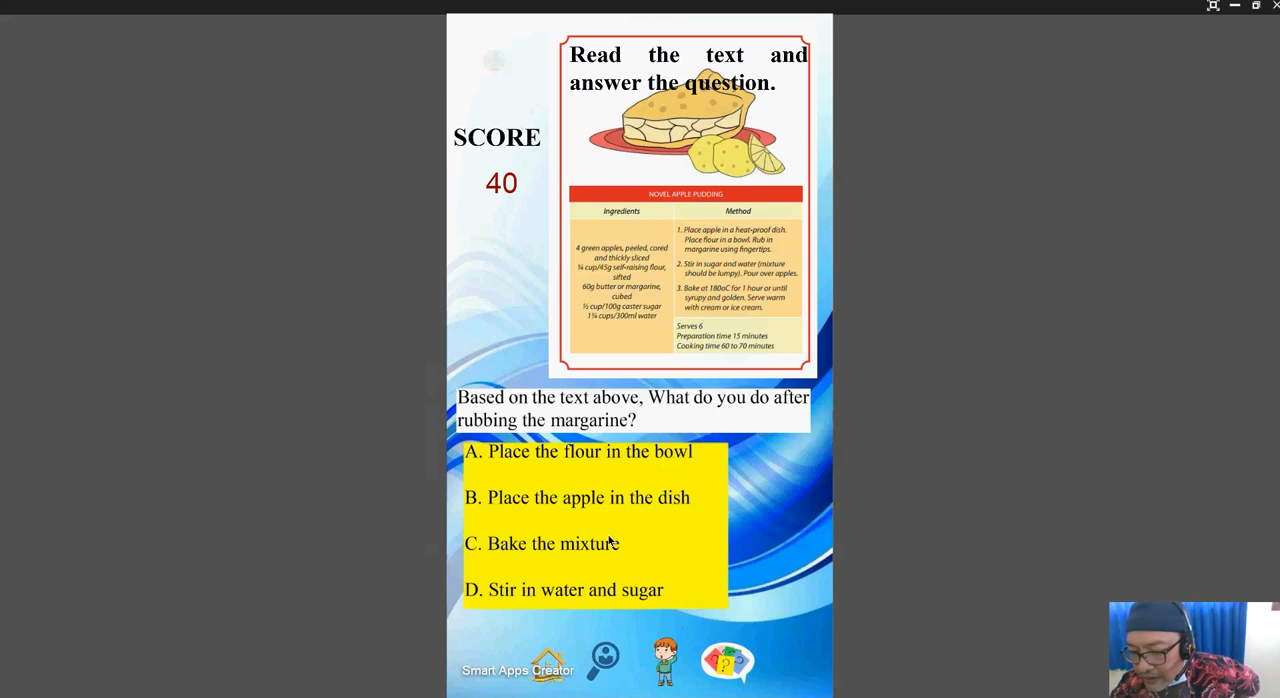 Read the text and
answer the question.
SCORE
40
NOVEL APPLE PUDDING
Ingredients
Method
4 green apples, peeled, cored
and thickly sliced
¼ cup/45g self-raising flour,
sifted
60g butter or margarine,
cubed
½ cup/100g caster sugar
1¼ cups/300ml water
1. Place apple in a heat-proof dish.
Place flour in a bowl. Rub in
margarine using fingertips.
2. Stir in sugar and water (mixture
should be lumpy). Pour over apples.
3. Bake at 180oC for 1 hour or until
syrupy and golden. Serve warm
with cream or ice cream.
Serves 6
Preparation time 15 minutes
Cooking time 60 to 70 minutes
Based on the text above, What do you do after
rubbing the margarine?
A. Place the flour in the bowl
B. Place the apple in the dish
C. Bake the mixture
D. Stir in water and sugar
Smart Apps Creator